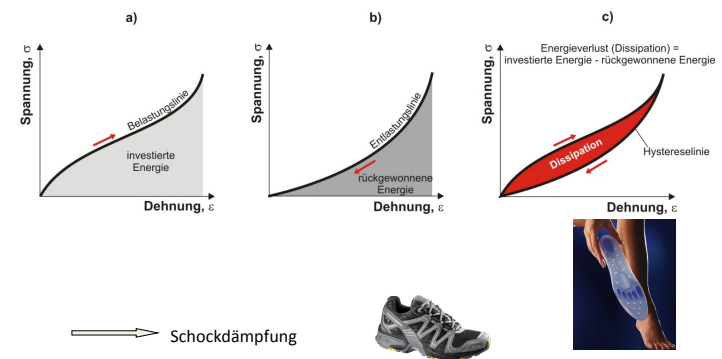 a)
Spannung, σ
Belastungslinie
investierte
Energie
Dehnung, ε
b)
Spannung, σ
Entlastungslinie
rückgewonnene
Energie
Dehnung, ε
c)
Energieverlust (Dissipation) =
investierte Energie - rückgewonnene Energie
Spannung, σ
Dissipation
Hystereselinie
Dehnung, ε
Schockdämpfung